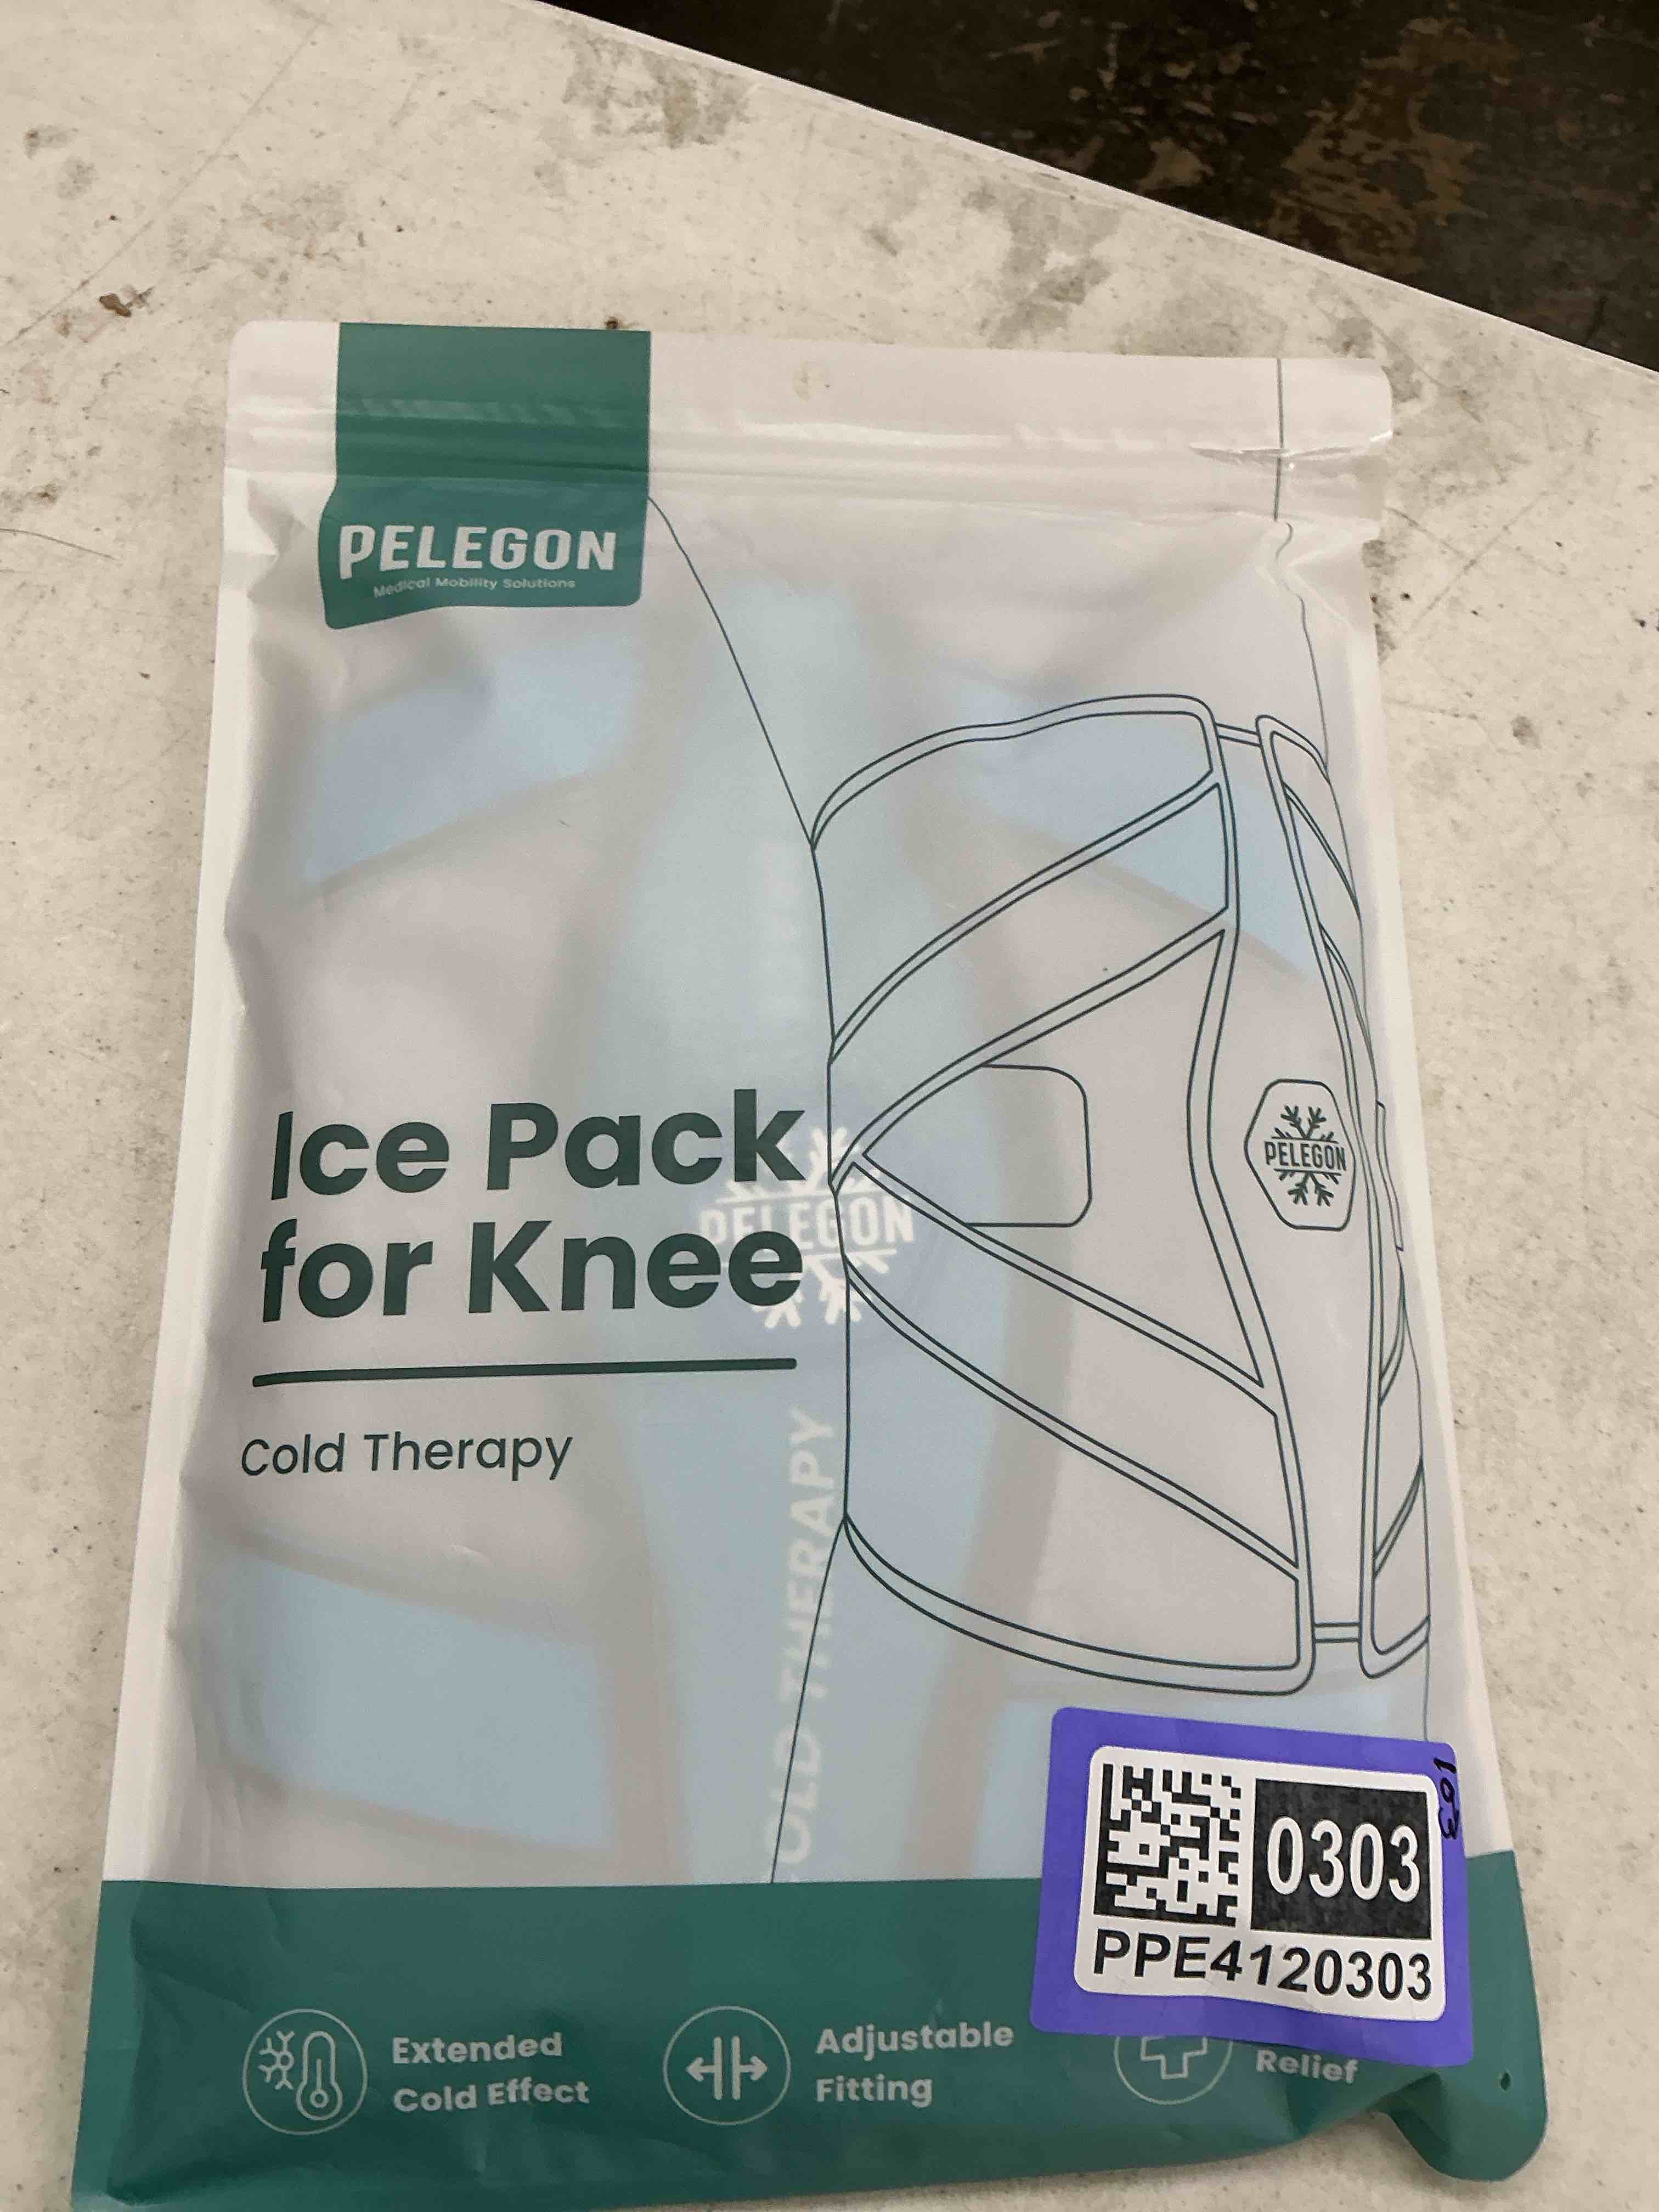 PELEGON
Medical Mobility Solutions
Ice Pack
for Knee
Cold Therapy
PELEGON
PELEGON
COLD THERAPY
103
0303
PPE4120303
Extended
Cold Effect
Adjustable
Fitting
Relief